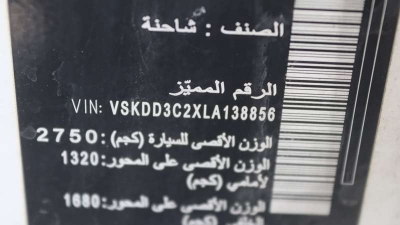 الصنف : شاحنة
الرقم المميّز
VIN: VSKDD3C2XLA138856
الوزن الأقصى للسيارة (كجم): 2750
الوزن الأقصى على المحور: 1320
لأمامي (كجم)
الوزن الأقصى على المحور: 1680